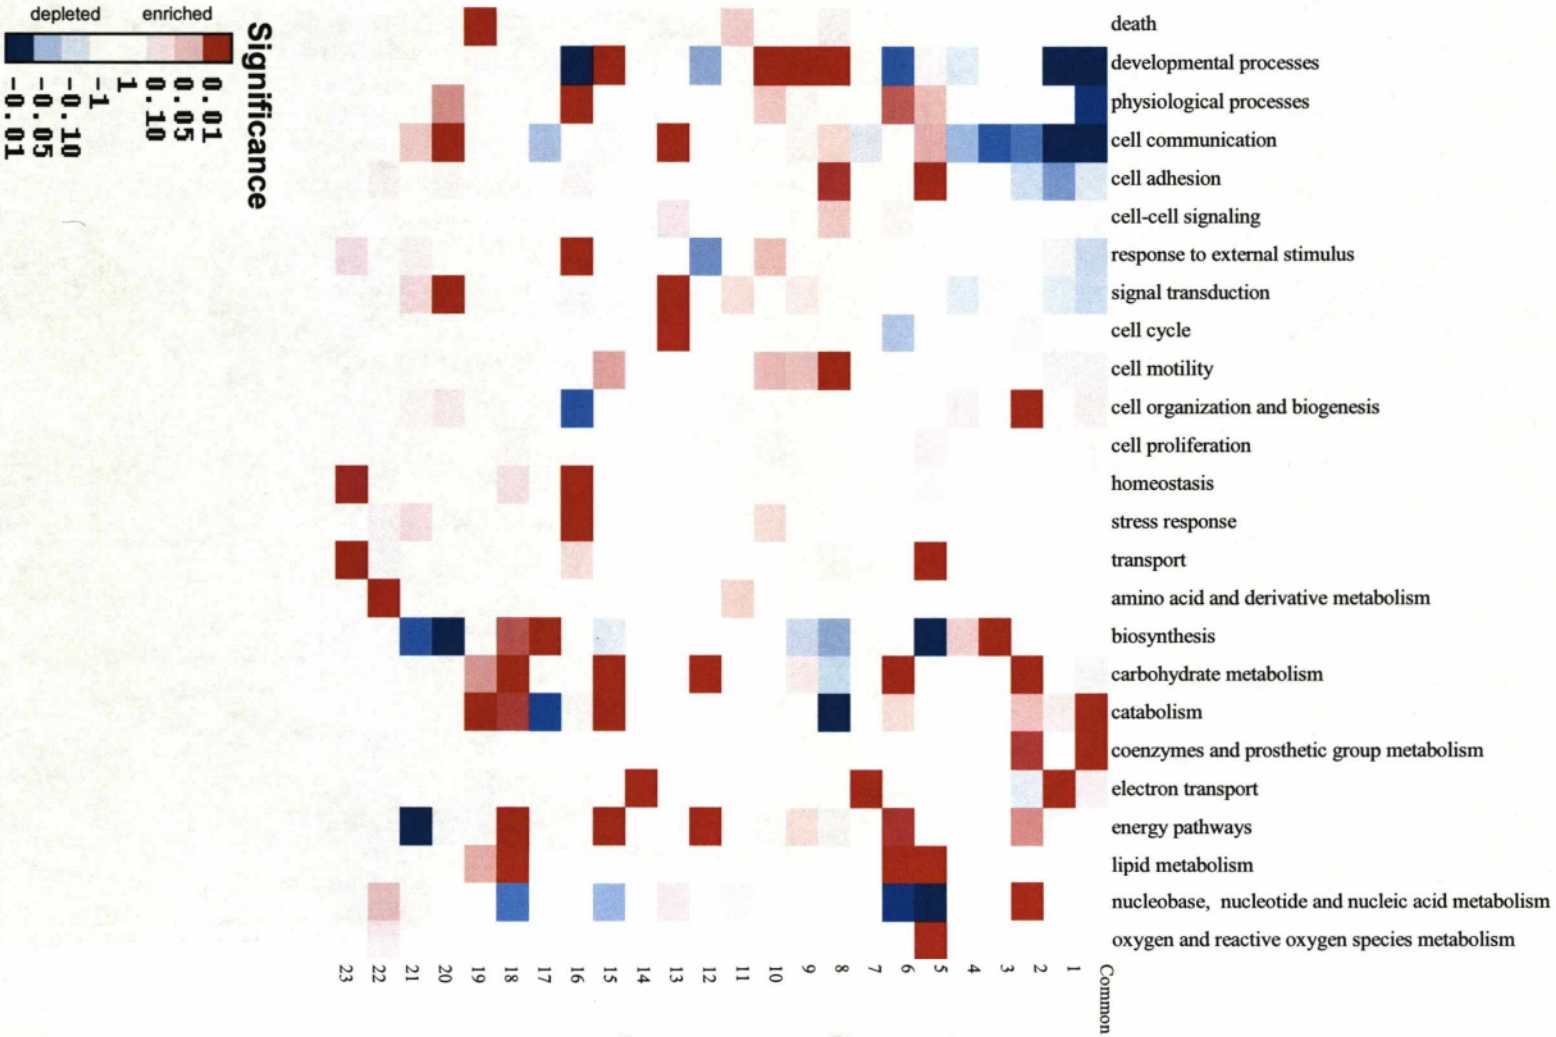 depleted enriched
Significance
0.01
0.05
0.10
1
-1
-0.10
-0.05
-0.01
death
developmental processes
physiological processes
cell communication
cell adhesion
cell-cell signaling
response to external stimulus
signal transduction
cell cycle
cell motility
cell organization and biogenesis
cell proliferation
homeostasis
stress response
transport
amino acid and derivative metabolism
biosynthesis
carbohydrate metabolism
catabolism
coenzymes and prosthetic group metabolism
electron transport
energy pathways
lipid metabolism
nucleobase, nucleotide and nucleic acid metabolism
oxygen and reactive oxygen species metabolism
23 22 21 20 19 18 17 16 15 14 13 12 11 10 9 8 7 6 5 4 3 2 1 Common